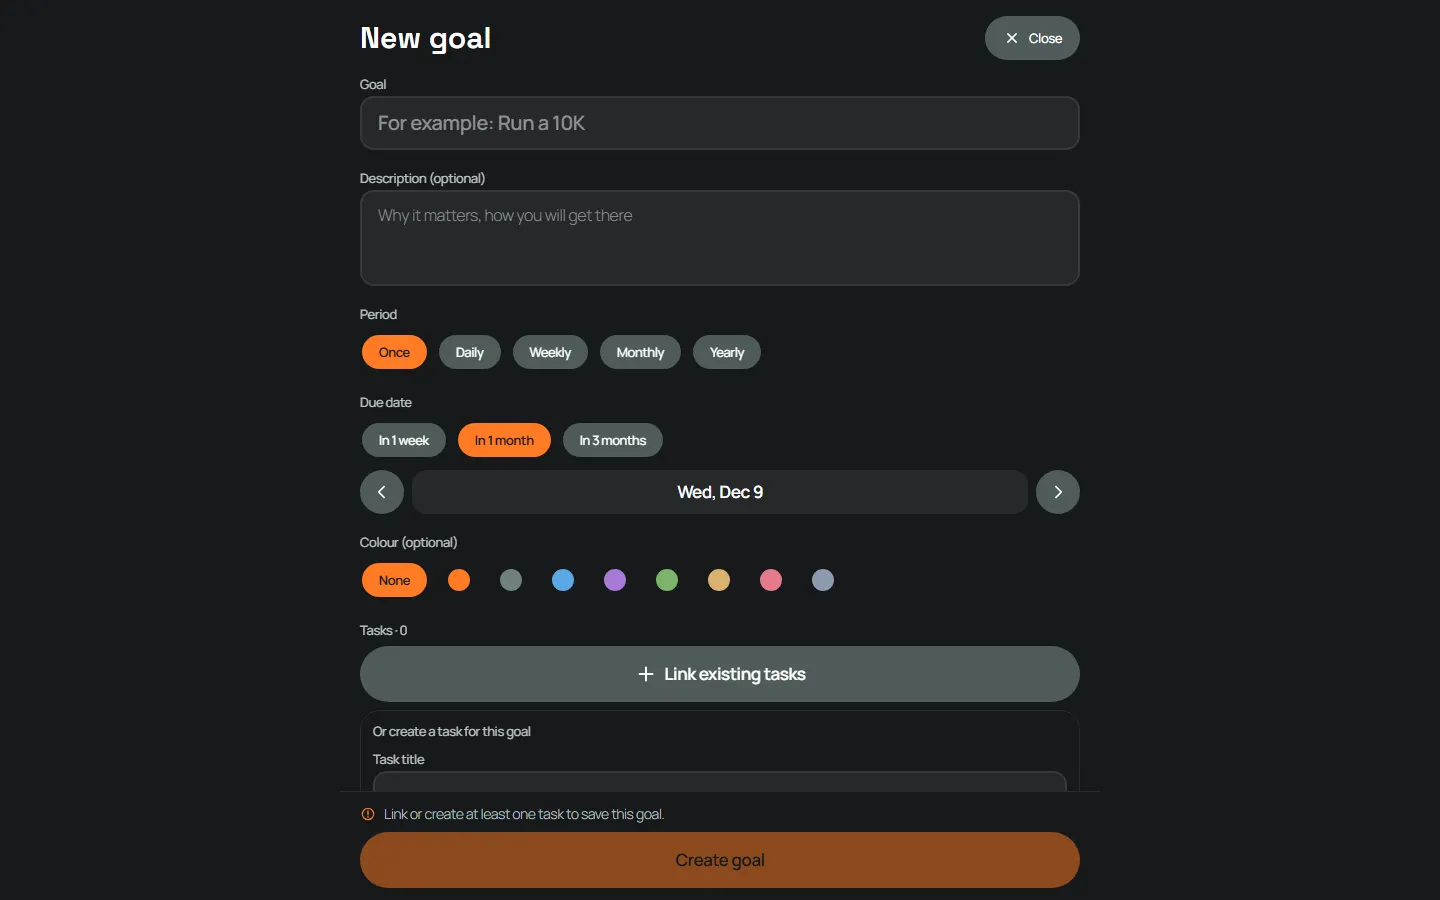 New goal
Close
Goal
For example: Run a 10K
Description (optional)
Why it matters, how you will get there
Period
Once Daily Weekly Monthly Yearly
Due date
In 1 week In 1 month In 3 months
Wed, Dec 9
Colour (optional)
None
Tasks · 0
Link existing tasks
Or create a task for this goal
Task title
Link or create at least one task to save this goal.
Create goal